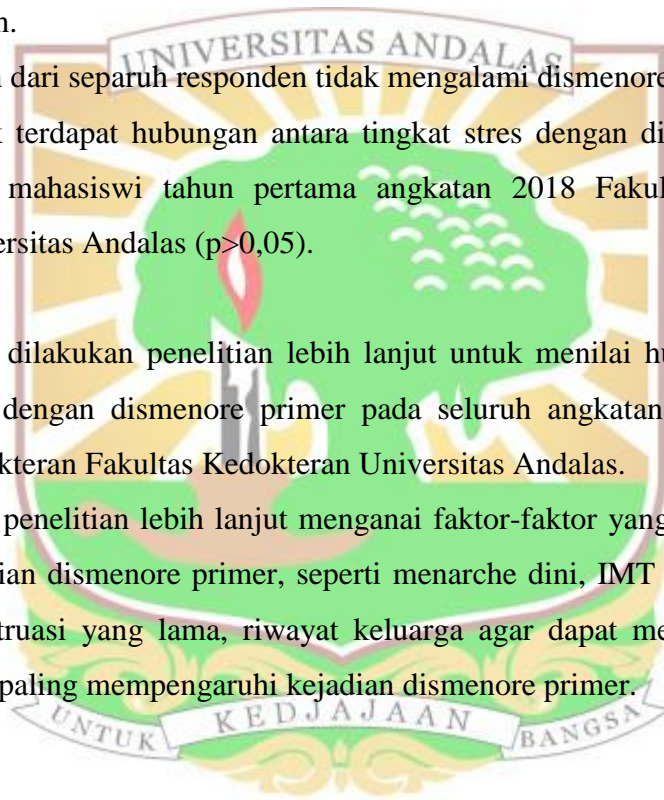 n.
UNIVERSITAS ANDALAS
dari separuh responden tidak mengalami dismenore
terdapat hubungan antara tingkat stres dengan di
mahasiswi tahun pertama angkatan 2018 Fakul
ersitas Andalas (p>0,05).
dilakukan penelitian lebih lanjut untuk menilai hu
dengan dismenore primer pada seluruh angkatan
kteran Fakultas Kedokteran Universitas Andalas.
penelitian lebih lanjut menganai faktor-faktor yang
ian dismenore primer, seperti menarche dini, IMT
truasi yang lama, riwayat keluarga agar dapat me
paling mempengaruhi kejadian dismenore primer.
UNTUK KEDJAJAAN BANGSA